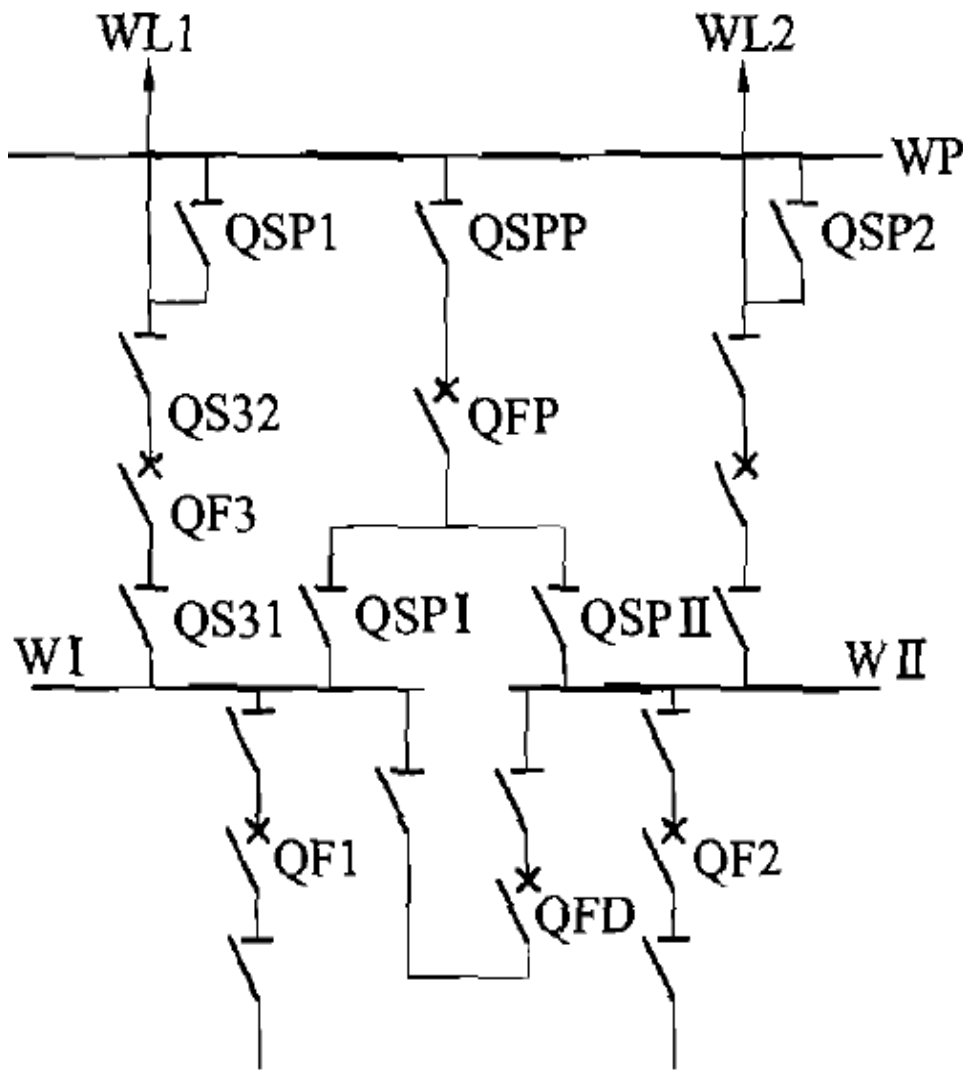 WL1 WL2
WP
QSP1 QSPP QSP2
QS32 QFP
QF3
QS31 QSPⅠ QSPⅡ
WⅠ WⅡ
QF1 QFD QF2